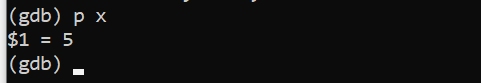 (gdb) p x
$1 = 5
(gdb)